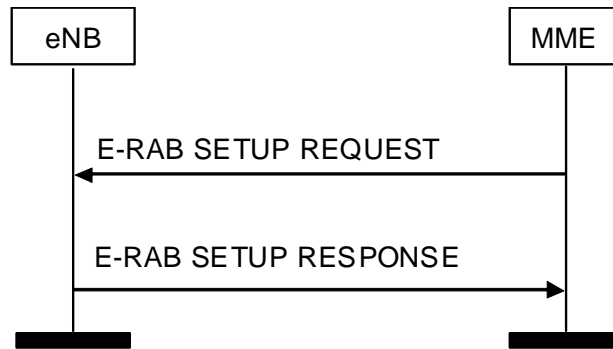 eNB
MME
E-RAB SETUP REQUEST
E-RAB SETUP RESPONSE